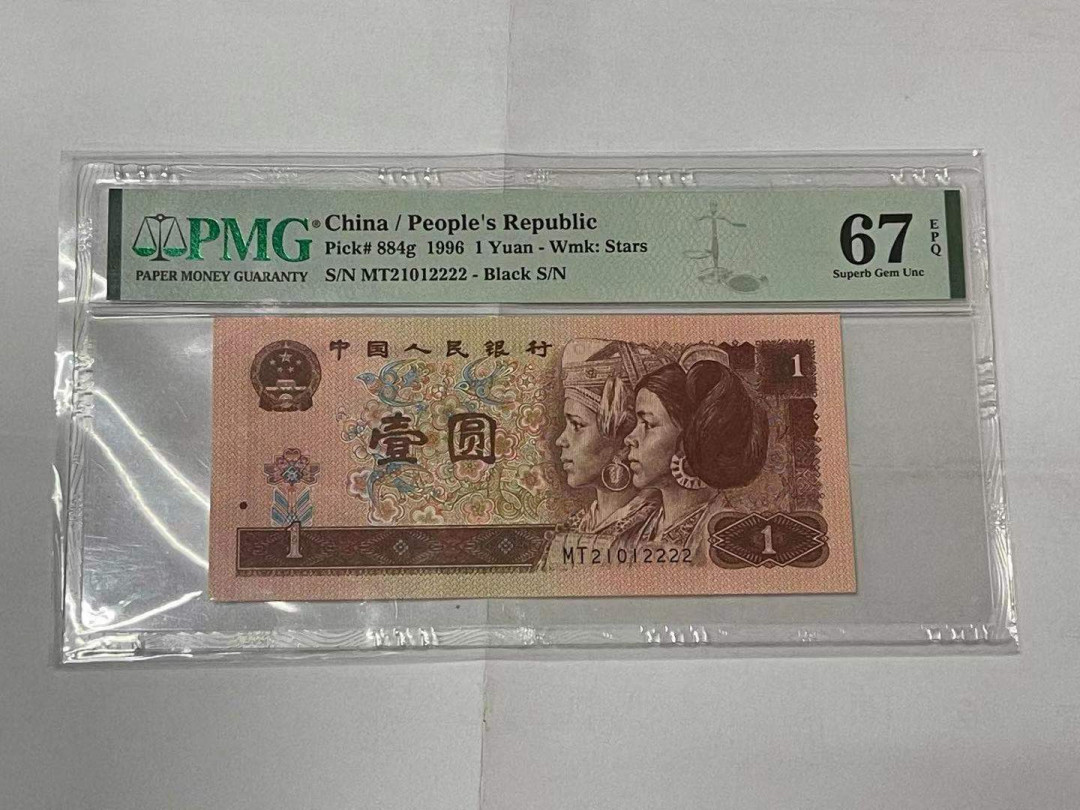 PMG®
PAPER MONEY GUARANTY
China / People's Republic
Pick# 884g 1996 1 Yuan - Wmk: Stars
S/N MT21012222 - Black S/N
67
EPQ
Superb Gem Unc
中国人民银行
1
壹圆
1
1
MT21012222